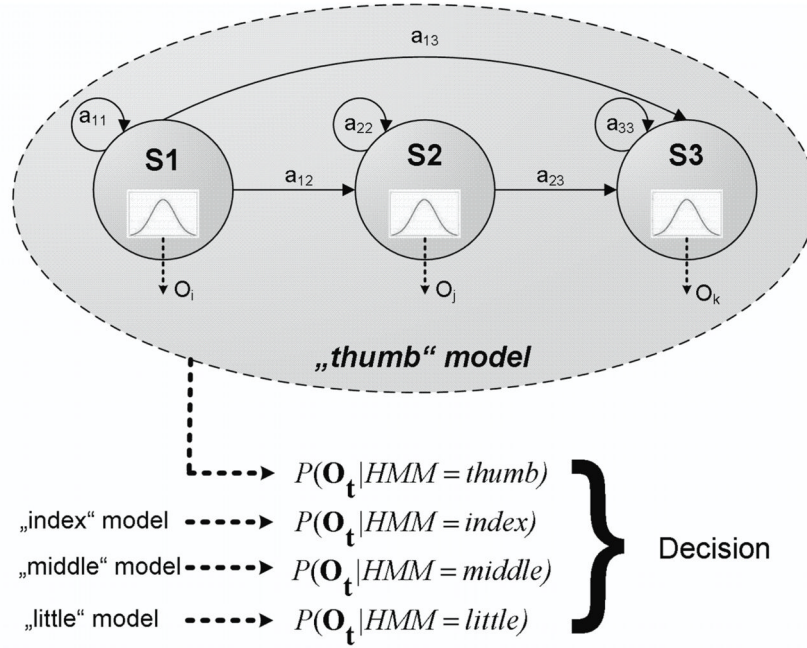 a13
a11
a22
a33
S1
S2
S3
a12
a23
Oi
Oj
Ok
„thumb“ model
P(Ot|HMM = thumb)
„index“ model P(Ot|HMM = index)
„middle“ model P(Ot|HMM = middle)
„little“ model P(Ot|HMM = little)
Decision